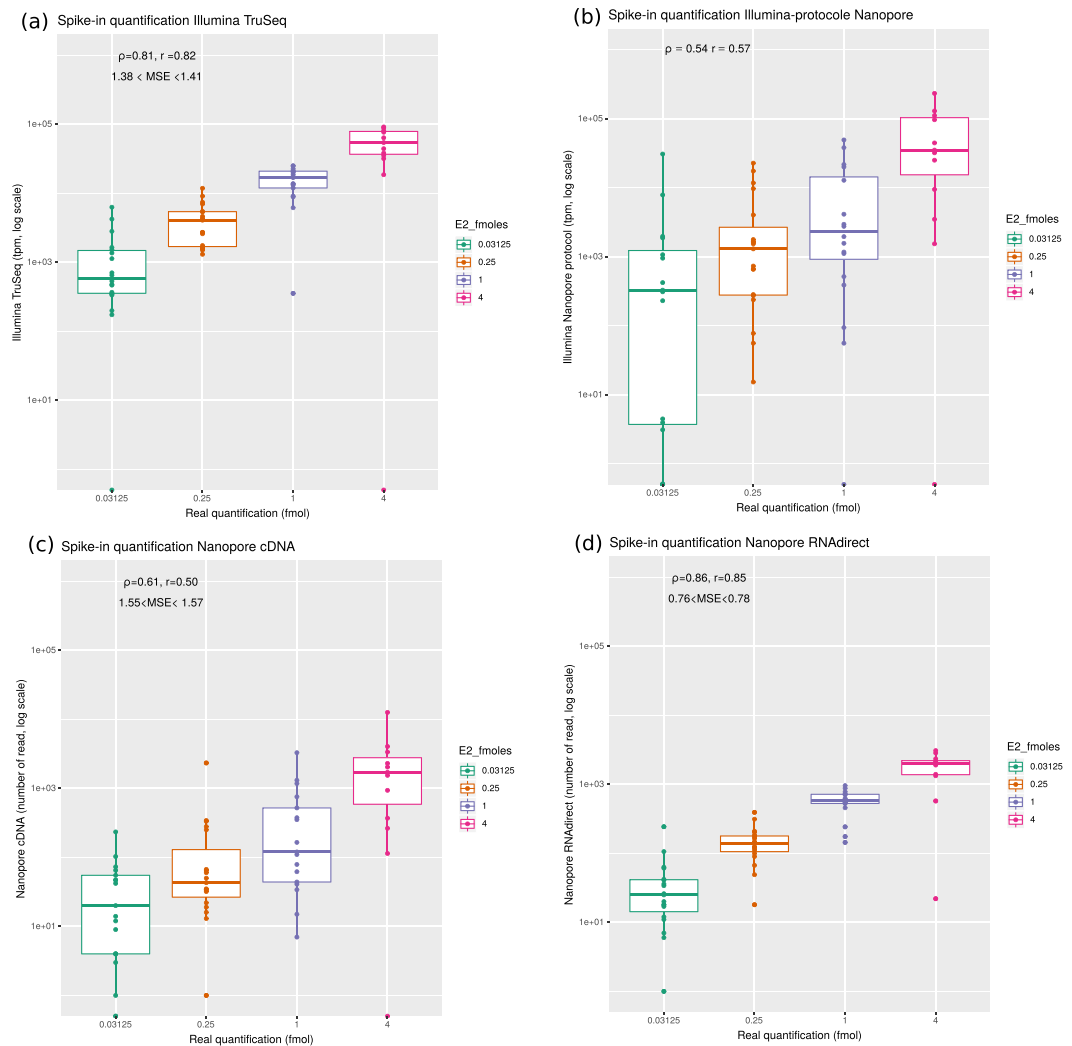 (a) Spike-in quantification Illumina TruSeq
ρ=0.81, r =0.82
1.38 < MSE <1.41
Illumina TruSeq (tpm, log scale)
1e+05
1e+03
1e+01
0.03125 0.25 1 4
Real quantification (fmol)
E2_fmoles
0.03125
0.25
1
4
(b) Spike-in quantification Illumina-protocole Nanopore
ρ = 0.54 r = 0.57
Illumina Nanopore protocol (tpm, log scale)
1e+05
1e+03
1e+01
0.03125 0.25 1 4
Real quantification (fmol)
E2_fmoles
0.03125
0.25
1
4
(c) Spike-in quantification Nanopore cDNA
ρ=0.61, r=0.50
1.55<MSE< 1.57
Nanopore cDNA (number of read, log scale)
1e+05
1e+03
1e+01
0.03125 0.25 1 4
Real quantification (fmol)
E2_fmoles
0.03125
0.25
1
4
(d) Spike-in quantification Nanopore RNAdirect
ρ=0.86, r=0.85
0.76<MSE<0.78
Nanopore RNAdirect (number of read, log scale)
1e+05
1e+03
1e+01
0.03125 0.25 1 4
Real quantification (fmol)
E2_fmoles
0.03125
0.25
1
4